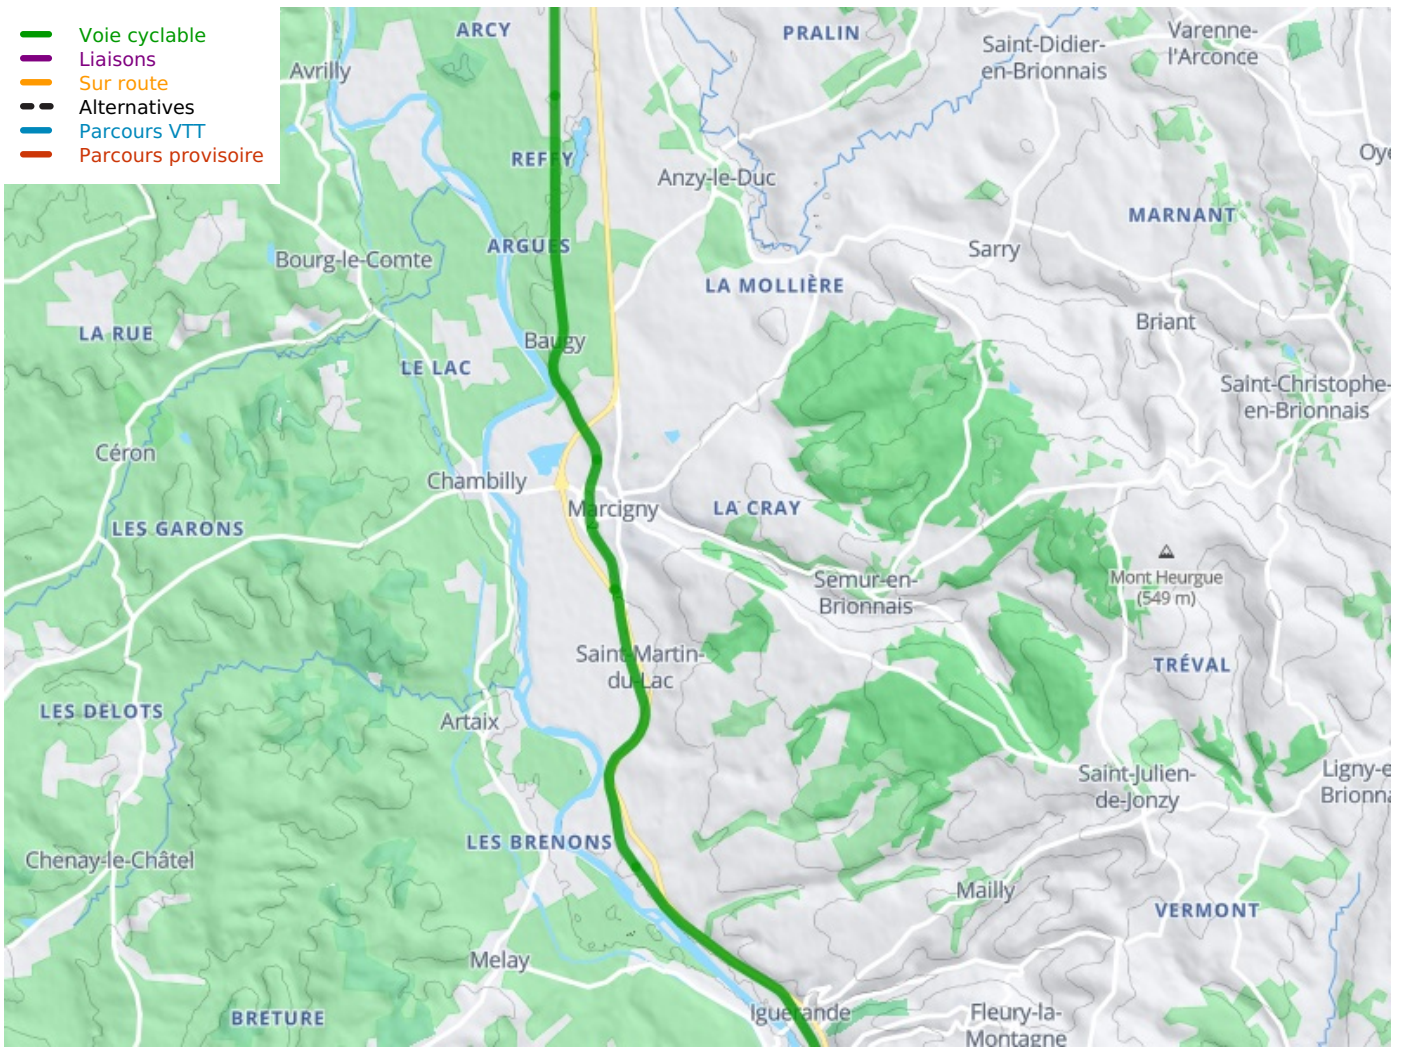 Voie cyclable
Liaisons
Sur route
Alternatives
Parcours VTT
Parcours provisoire
ARCY
PRALIN
Saint-Didier-
en-Brionnais
Varenne-
l'Arconce
Avrilly
REFFY
Anzy-le-Duc
Oye
MARNANT
ARGUES
Sarry
Bourg-le-Comte
LA MOLLIÈRE
LA RUE
Baugy
Briant
LE LAC
Saint-Christophe-
en-Brionnais
Céron
Chambilly
Marcigny
LA CRAY
LES GARONS
Semur-en-
Brionnais
Mont Heurgue
(549 m)
Saint-Martin-
du-Lac
TRÉVAL
LES DELOTS
Artaix
Saint-Julien-
de-Jonzy
Ligny-e
Brionna
LES BRENONS
Chenay-le-Châtel
Mailly
VERMONT
Melay
BRETURE
Iguerande
Fleury-la-
Montagne